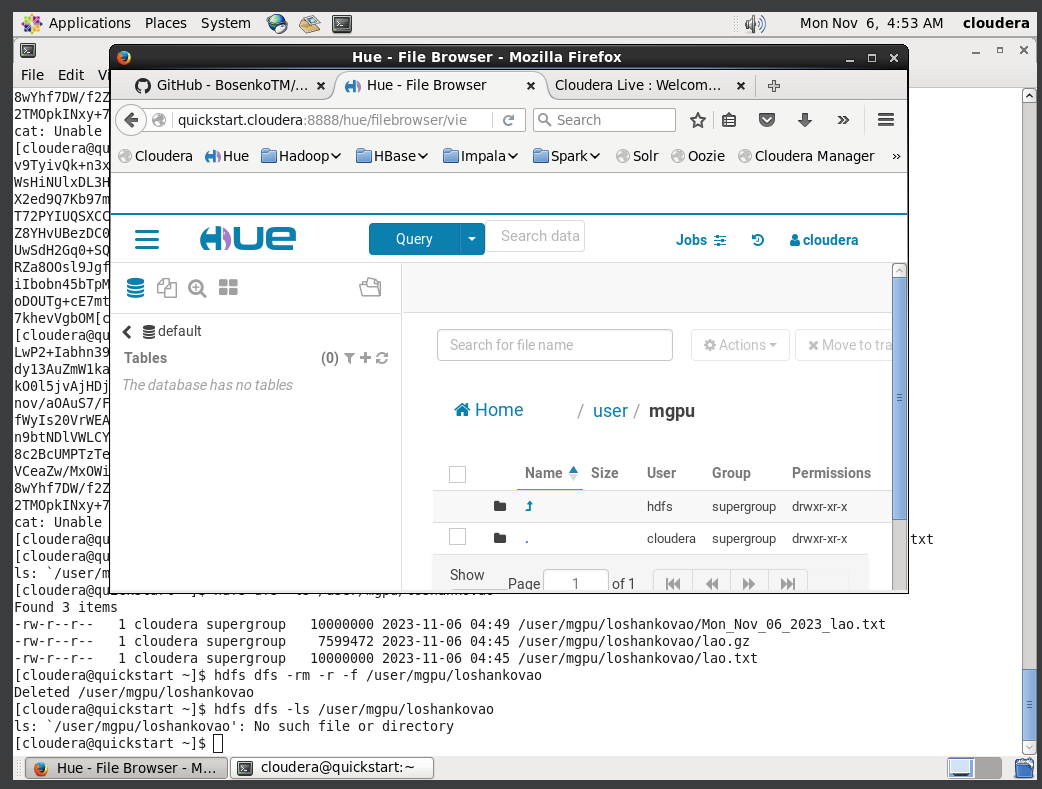 Applications Places System Mon Nov 6, 4:53 AM cloudera
File Edit Vi
Hue - File Browser - Mozilla Firefox
GitHub - BosenkoTM/... × Hue - File Browser × Cloudera Live : Welcom... ×
quickstart.cloudera:8888/hue/filebrowser/vie Search
Cloudera Hue Hadoop HBase Impala Spark Solr Oozie Cloudera Manager »
HUE Query Search data Jobs cloudera
default
Tables (0)
The database has no tables
Search for file name Actions Move to tra
Home / user / mgpu
Name Size User Group Permissions
hdfs supergroup drwxr-xr-x
. cloudera supergroup drwxr-xr-x
Show Page 1 of 1
8wYhf7DW/f2Z
2TMOpkINxy+7
cat: Unable
[cloudera@qu
v9TyivQk+n3x
WsHiNUlxDL3H
X2ed9Q7Kb97m
T72PYIUQSXCC
Z8YHvUBezDC0
UwSdH2Gq0+SQ
RZa8OOsl9Jgf
iIbobn45bTpM
oDOUTg+cE7mt
7khevVgbOM[c
[cloudera@qu
LwP2+Iabhn39
dy13AuZmW1ka
kO0l5jvAjHDj
nov/aOAuS7/F
fWyIs20VrWEA
n9btNDlVWLCY
8c2BcUMPTzTe
VCeaZw/MxOWi
8wYhf7DW/f2Z
2TMOpkINxy+7
cat: Unable
[cloudera@qu txt
[cloudera@qu
ls: `/user/m
[cloudera@quickstart ~]$ hdfs dfs -ls /user/mgpu/loshankovao
Found 3 items
-rw-r--r-- 1 cloudera supergroup 10000000 2023-11-06 04:49 /user/mgpu/loshankovao/Mon_Nov_06_2023_lao.txt
-rw-r--r-- 1 cloudera supergroup 7599472 2023-11-06 04:45 /user/mgpu/loshankovao/lao.gz
-rw-r--r-- 1 cloudera supergroup 10000000 2023-11-06 04:45 /user/mgpu/loshankovao/lao.txt
[cloudera@quickstart ~]$ hdfs dfs -rm -r -f /user/mgpu/loshankovao
Deleted /user/mgpu/loshankovao
[cloudera@quickstart ~]$ hdfs dfs -ls /user/mgpu/loshankovao
ls: `/user/mgpu/loshankovao': No such file or directory
[cloudera@quickstart ~]$
Hue - File Browser - M... cloudera@quickstart:~